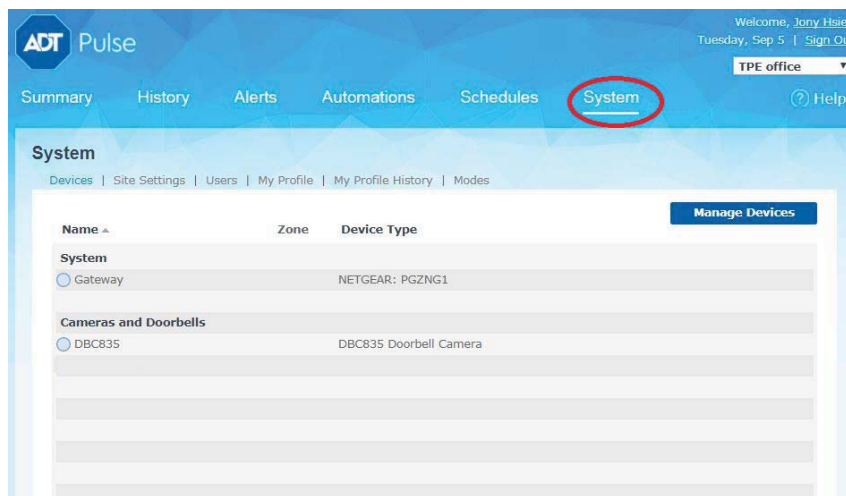 Welcome, Jony Hsie
ADT Pulse
Tuesday, Sep 5 | Sign Ou
TPE office
Summary History Alerts Automations Schedules System ? Help
System
Devices | Site Settings | Users | My Profile | My Profile History | Modes
Manage Devices
Name Zone Device Type
System
Gateway NETGEAR: PGZNG1
Cameras and Doorbells
DBC835 DBC835 Doorbell Camera